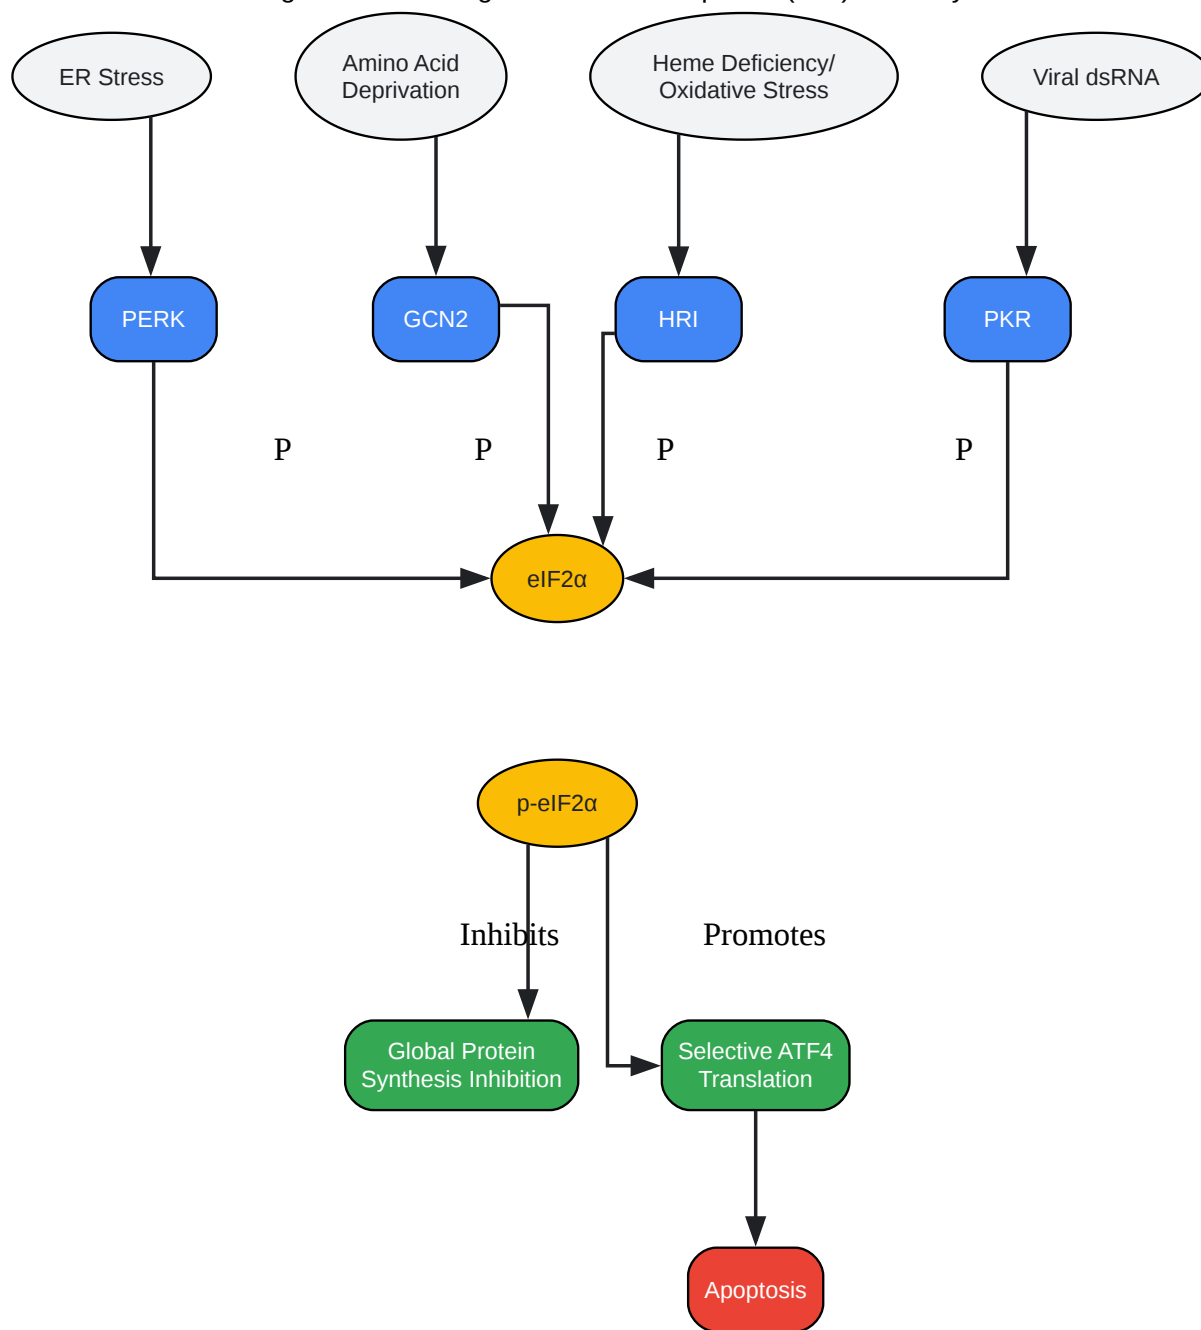 ER Stress
Amino Acid
Deprivation
Heme Deficiency/
Oxidative Stress
Viral dsRNA
PERK
GCN2
HRI
PKR
P
P
P
P
eIF2α
p-eIF2α
Inhibits
Promotes
Global Protein
Synthesis Inhibition
Selective ATF4
Translation
Apoptosis